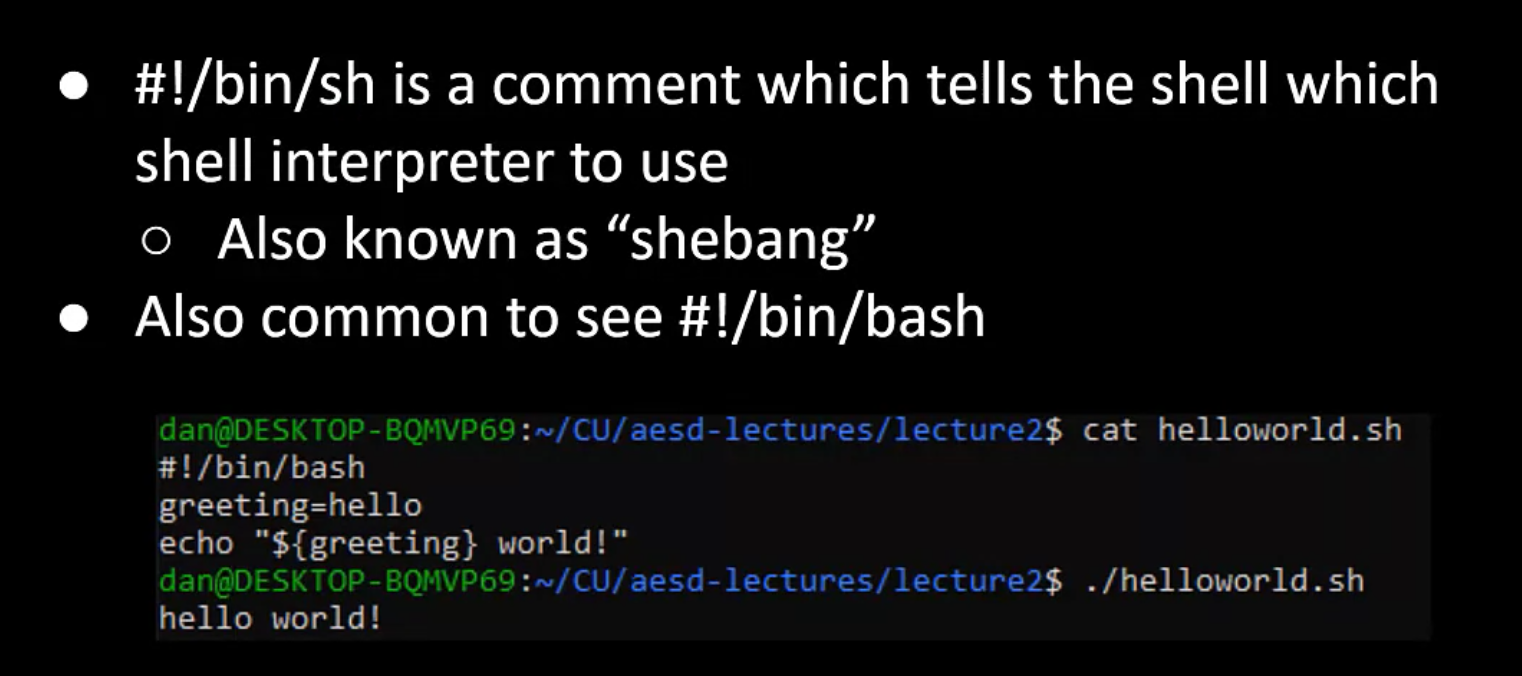 ● #!/bin/sh is a comment which tells the shell which
shell interpreter to use
○ Also known as “shebang”
● Also common to see #!/bin/bash
dan@DESKTOP-BQMVP69:~/CU/aesd-lectures/lecture2$ cat helloworld.sh
#!/bin/bash
greeting=hello
echo "${greeting} world!"
dan@DESKTOP-BQMVP69:~/CU/aesd-lectures/lecture2$ ./helloworld.sh
hello world!